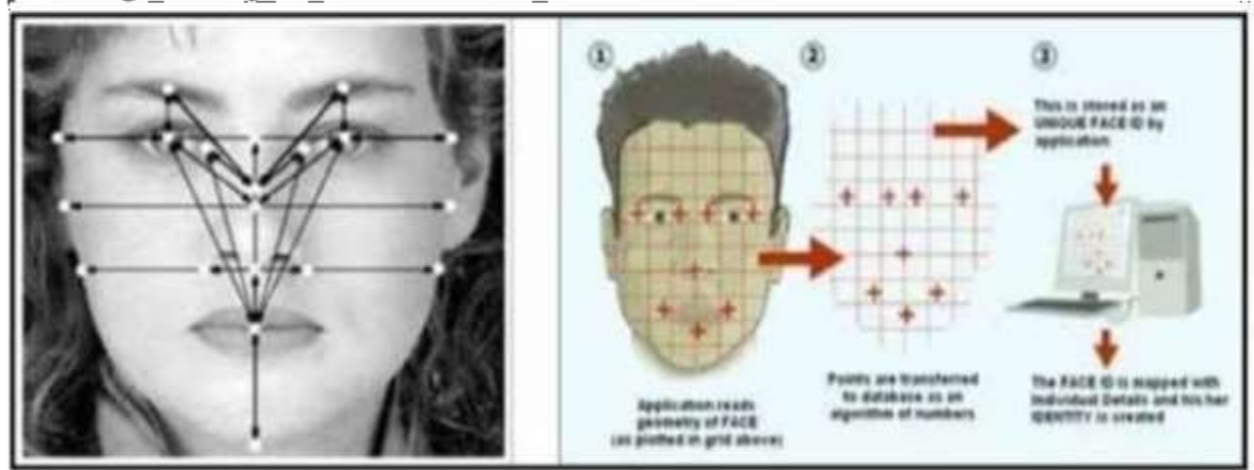 1
2
3
Application reads
geometry of FACE
(as plotted in grid above)
Points are transferred
to database as an
algorithm of numbers
This is stored as an
UNIQUE FACE ID by
application
The FACE ID is mapped with
Individual Details and his her
IDENTITY is created